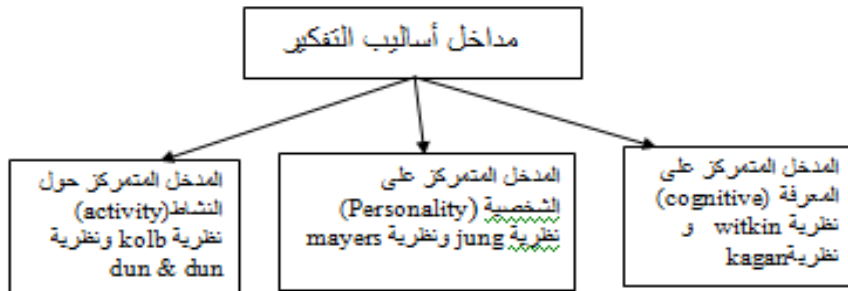 مداخل أساليب التفكير
المدخل المتمركز على
المعرفة (cognitive)
نظرية witkin و
نظريةkagan
المدخل المتمركز على
الشخصية (Personality)
نظرية jung ونظرية mayers
المدخل المتمركز حول
النشاط(activity)
نظرية kolb ونظرية
dun & dun